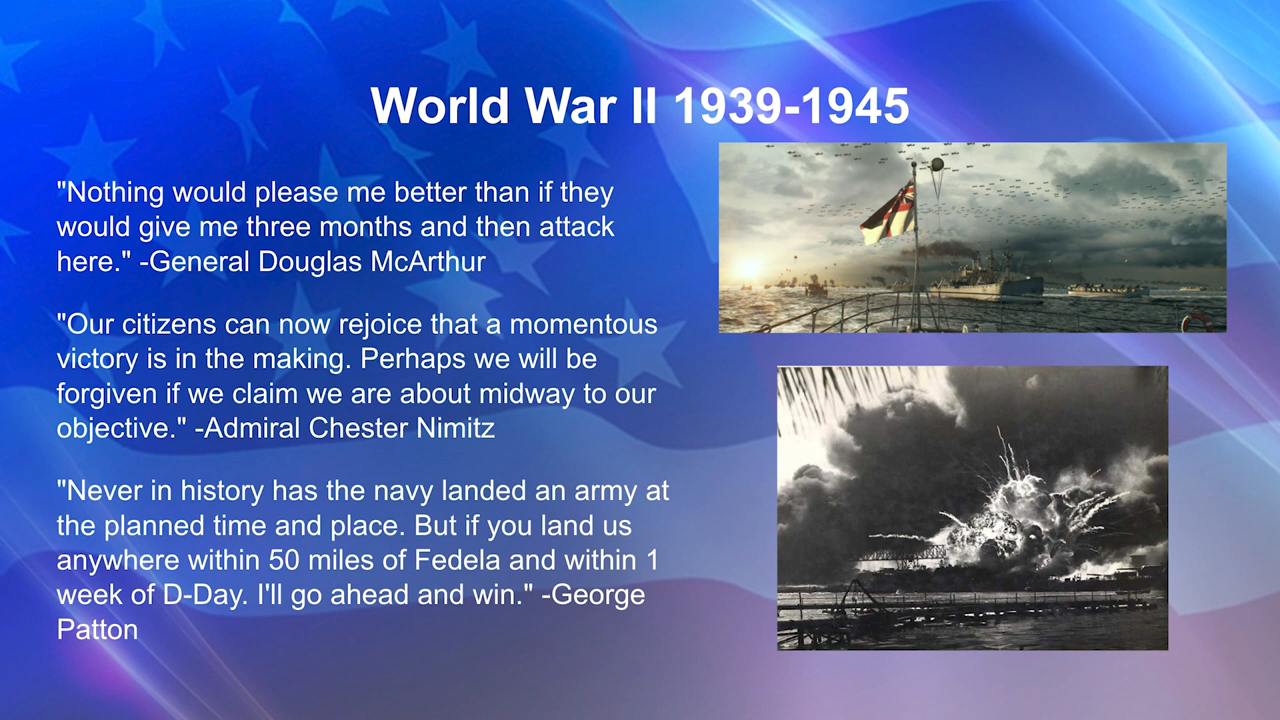 World War II 1939-1945
"Nothing would please me better than if they
would give me three months and then attack
here." -General Douglas McArthur
"Our citizens can now rejoice that a momentous
victory is in the making. Perhaps we will be
forgiven if we claim we are about midway to our
objective." -Admiral Chester Nimitz
"Never in history has the navy landed an army at
the planned time and place. But if you land us
anywhere within 50 miles of Fedela and within 1
week of D-Day. I'll go ahead and win." -George
Patton